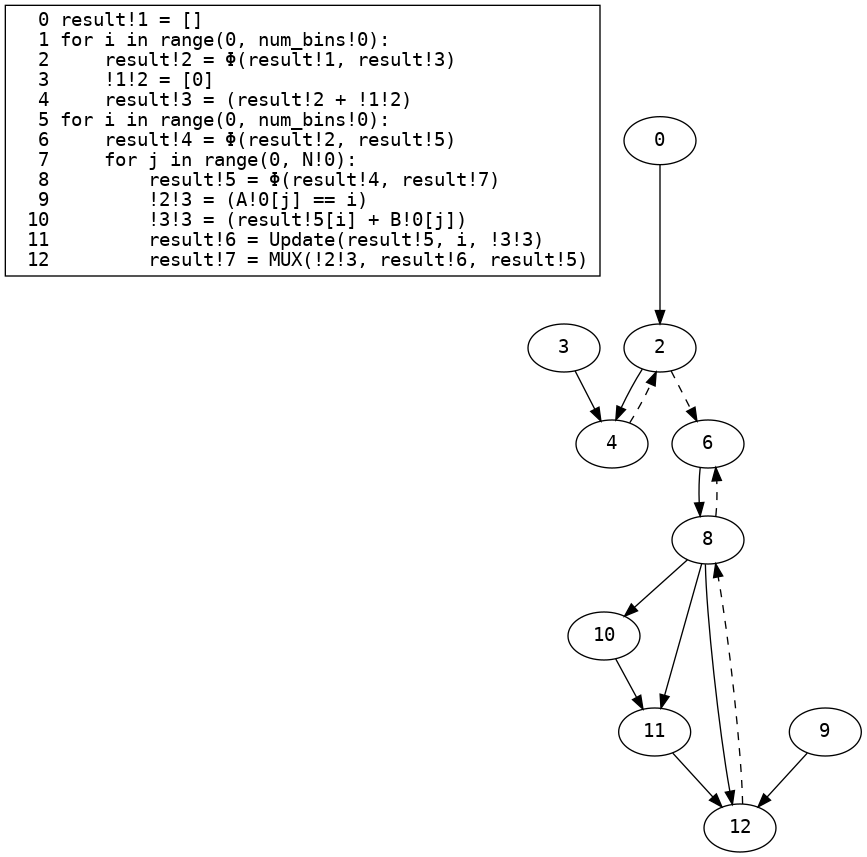 0 result!1 = []
1 for i in range(0, num_bins!0):
2     result!2 = Φ(result!1, result!3)
3     !1!2 = [0]
4     result!3 = (result!2 + !1!2)
5 for i in range(0, num_bins!0):
6     result!4 = Φ(result!2, result!5)
7     for j in range(0, N!0):
8         result!5 = Φ(result!4, result!7)
9         !2!3 = (A!0[j] == i)
10         !3!3 = (result!5[i] + B!0[j])
11         result!6 = Update(result!5, i, !3!3)
12         result!7 = MUX(!2!3, result!6, result!5)
0
3
2
4
6
8
10
11
9
12